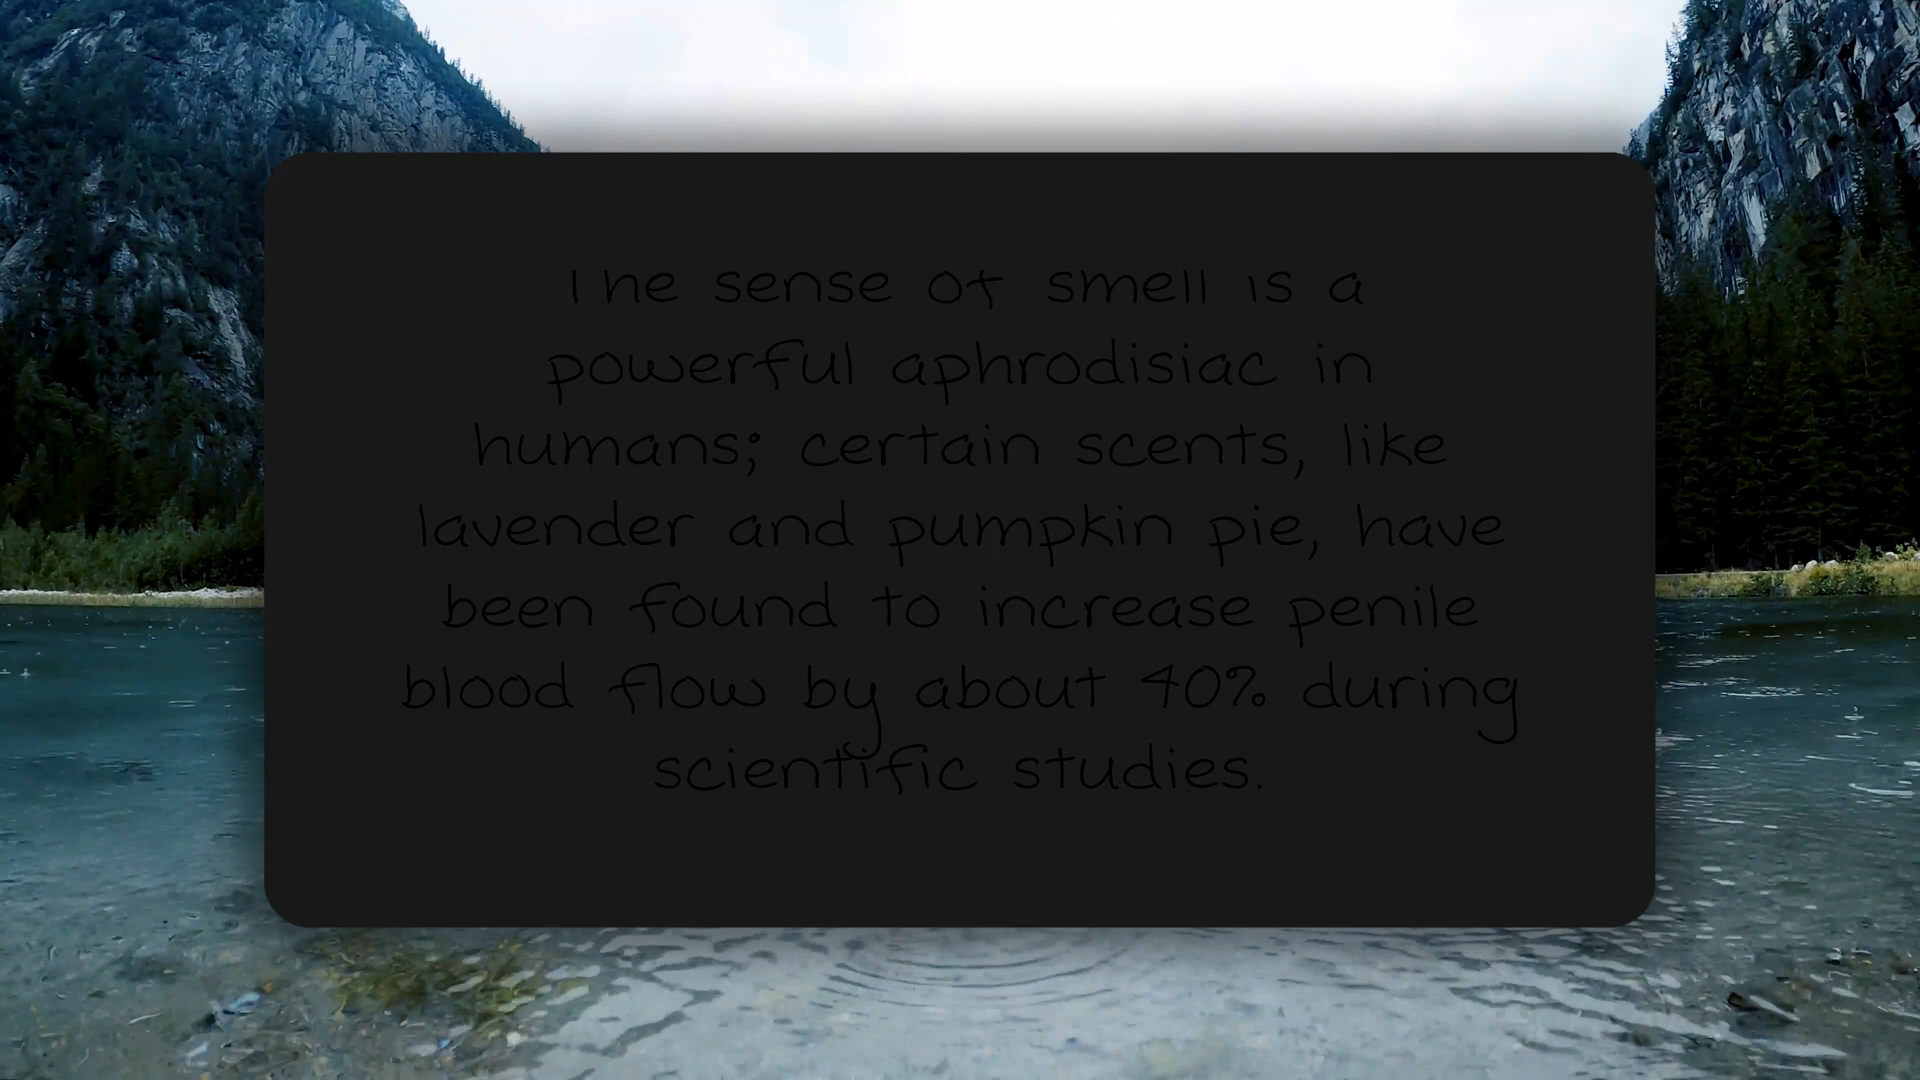 The sense of smell is a
powerful aphrodisiac in
humans; certain scents, like
lavender and pumpkin pie, have
been found to increase penile
blood flow by about 40% during
scientific studies.